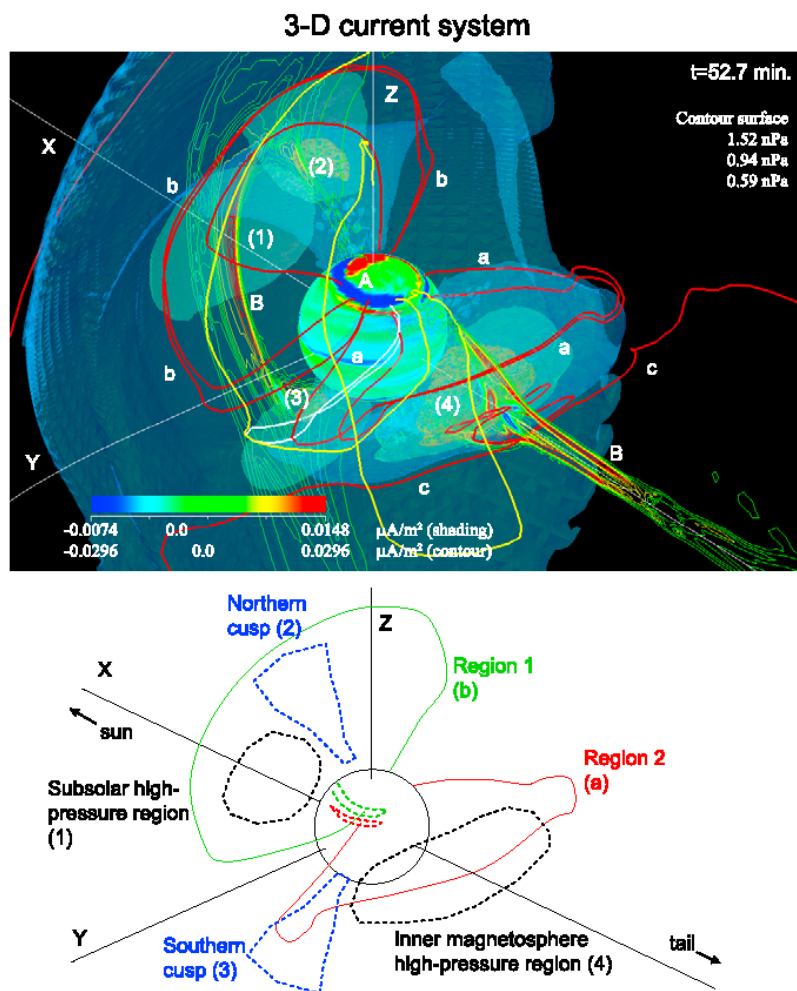 3-D current system
t=52.7 min.
Z
Contour surface
1.52 nPa
0.94 nPa
0.59 nPa
X
(2)
b
b
(1)
A
a
B
a
b
a
c
(3)
(4)
Y
B
c
-0.0074 0.0 0.0148 μA/m² (shading)
-0.0296 0.0 0.0296 μA/m² (contour)
Northern
cusp (2)
Z
X
Region 1
(b)
sun
Region 2
(a)
Subsolar high-
pressure region
(1)
Y
Southern
cusp (3)
Inner magnetosphere
high-pressure region (4)
tail